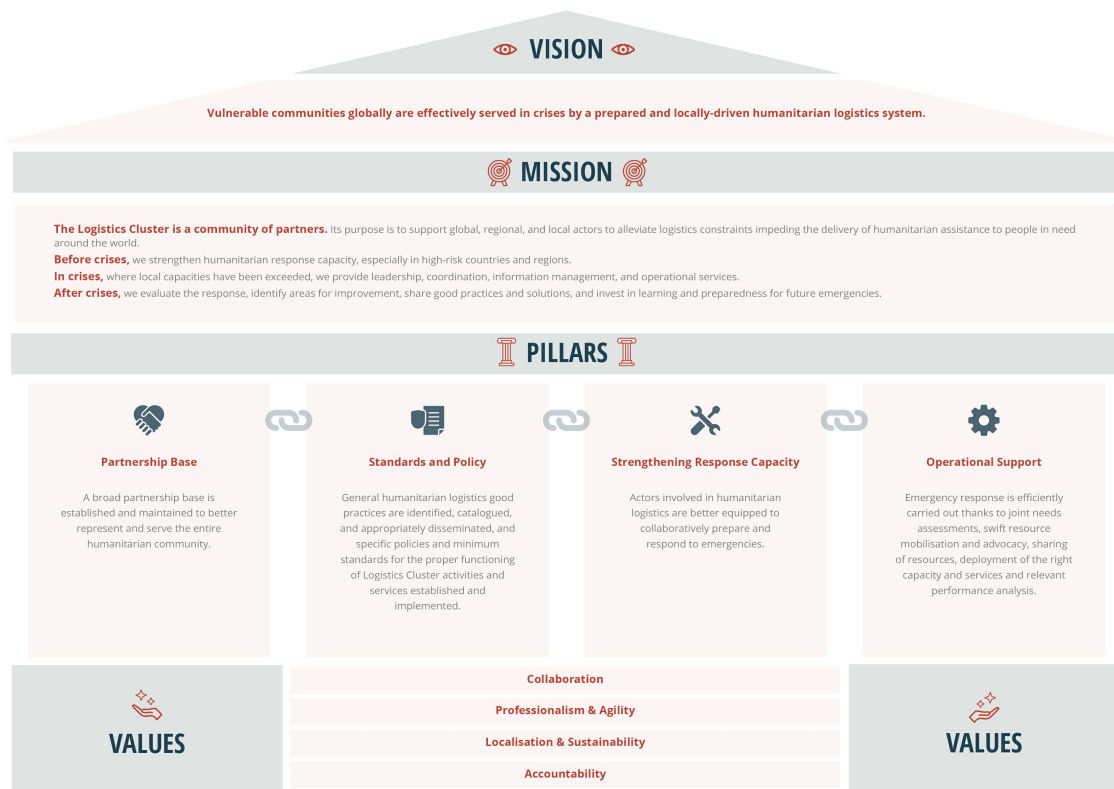 VISION
Vulnerable communities globally are effectively served in crises by a prepared and locally-driven humanitarian logistics system.
MISSION
The Logistics Cluster is a community of partners. Its purpose is to support global, regional, and local actors to alleviate logistics constraints impeding the delivery of humanitarian assistance to people in need
around the world.
Before crises, we strengthen humanitarian response capacity, especially in high-risk countries and regions.
In crises, where local capacities have been exceeded, we provide leadership, coordination, information management, and operational services.
After crises, we evaluate the response, identify areas for improvement, share good practices and solutions, and invest in learning and preparedness for future emergencies.
PILLARS
Partnership Base
A broad partnership base is
established and maintained to better
represent and serve the entire
humanitarian community.
Standards and Policy
General humanitarian logistics good
practices are identified, catalogued,
and appropriately disseminated, and
specific policies and minimum
standards for the proper functioning
of Logistics Cluster activities and
services established and
implemented.
Strengthening Response Capacity
Actors involved in humanitarian
logistics are better equipped to
collaboratively prepare and
respond to emergencies.
Operational Support
Emergency response is efficiently
carried out thanks to joint needs
assessments, swift resource
mobilisation and advocacy, sharing
of resources, deployment of the right
capacity and services and relevant
performance analysis.
VALUES
Collaboration
Professionalism & Agility
Localisation & Sustainability
Accountability
VALUES